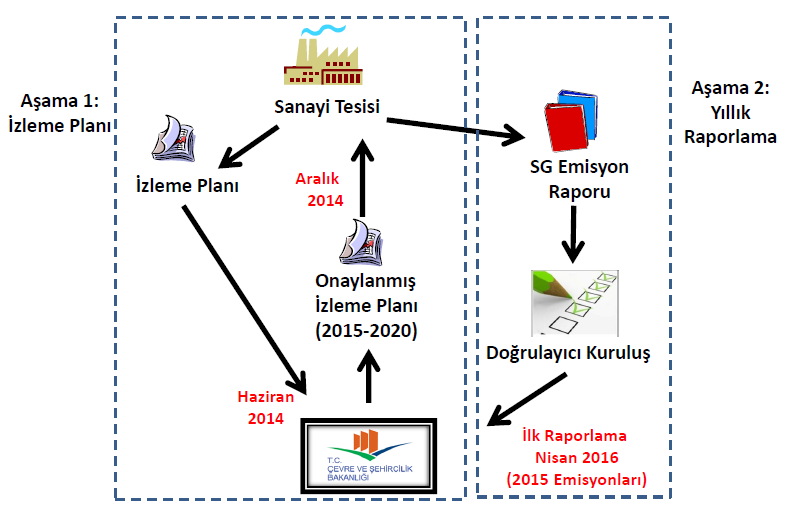 Aşama 1:
İzleme Planı
Sanayi Tesisi
İzleme Planı
Aralık
2014
Onaylanmış
İzleme Planı
(2015-2020)
Haziran
2014
T.C.
ÇEVRE VE ŞEHİRCİLİK
BAKANLIĞI
Aşama 2:
Yıllık
Raporlama
SG Emisyon
Raporu
Doğrulayıcı Kuruluş
İlk Raporlama
Nisan 2016
(2015 Emisyonları)